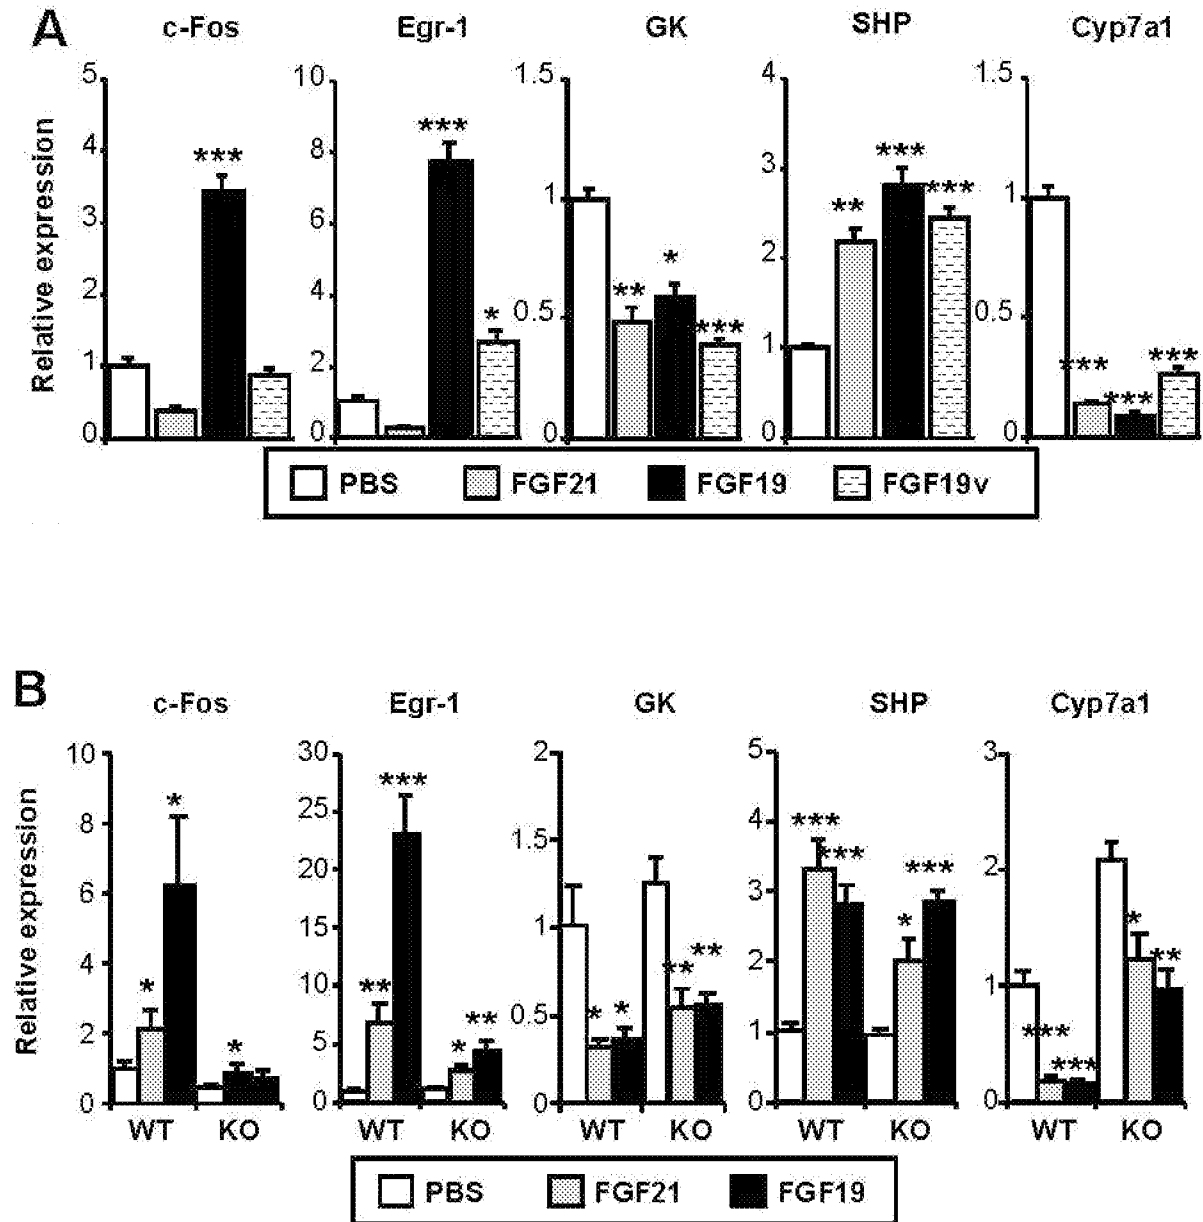 A
c-Fos Egr-1 GK SHP Cyp7a1
Relative expression
5 4 3 2 1 0
***
10 8 6 4 2 0
*** *
1.5 1 0.5 0
** * ***
4 3 2 1 0
** *** ***
1.5 1 0.5 0
*** *** ***
PBS FGF21 FGF19 FGF19v
B
c-Fos Egr-1 GK SHP Cyp7a1
Relative expression
10 8 6 4 2 0
* * *
30 25 20 15 10 5 0
** *** * **
2 1.5 1 0.5 0
* * ** **
5 4 3 2 1 0
*** *** * ***
3 2 1 0
*** *** * **
WT KO WT KO WT KO WT KO WT KO
PBS FGF21 FGF19